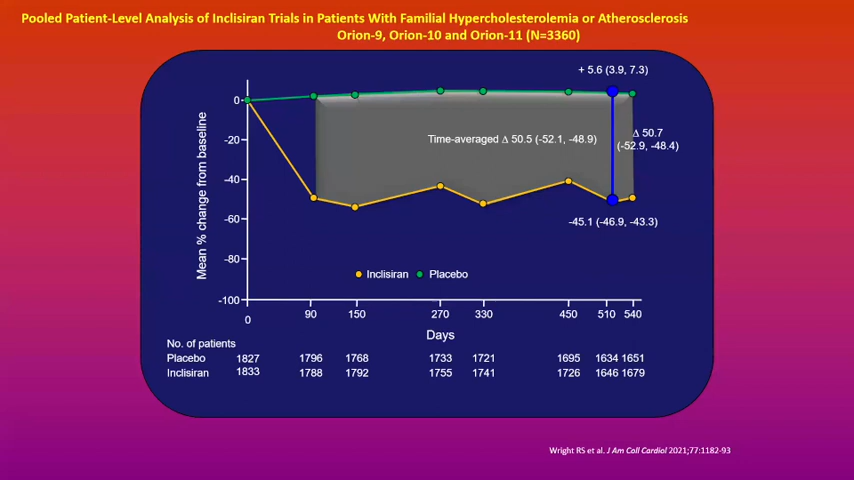 Pooled Patient-Level Analysis of Inclisiran Trials in Patients With Familial Hypercholesterolemia or Atherosclerosis
Orion-9, Orion-10 and Orion-11 (N=3360)
+ 5.6 (3.9, 7.3)
Time-averaged Δ 50.5 (-52.1, -48.9)
Δ 50.7
(-52.9, -48.4)
-45.1 (-46.9, -43.3)
Mean % change from baseline
0
-20
-40
-60
-80
-100
Inclisiran Placebo
0 90 150 270 330 450 510 540
Days
No. of patients
Placebo 1827 1796 1768 1733 1721 1695 1634 1651
Inclisiran 1833 1788 1792 1755 1741 1726 1646 1679
Wright RS et al. J Am Coll Cardiol 2021;77:1182-93